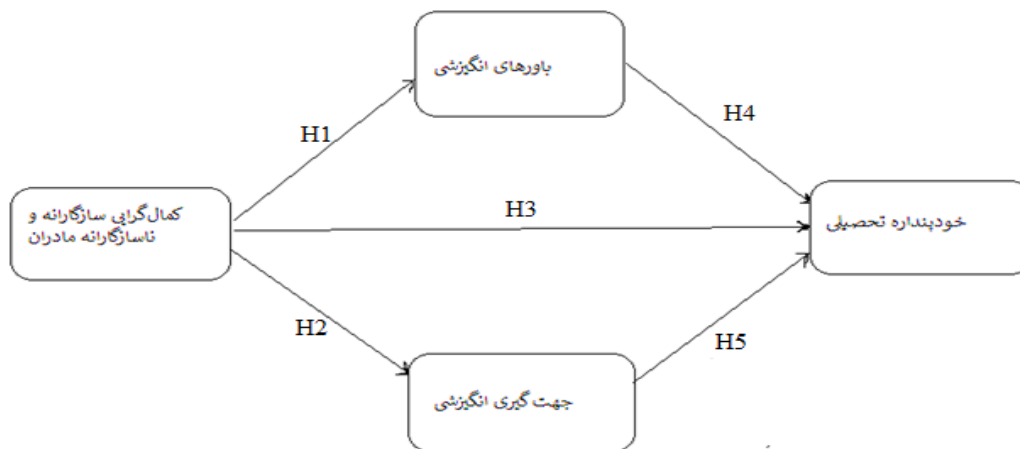 باورهای انگیزشی
H1
H4
کمال‌گرایی سازگارانه و
ناسازگارانه مادران
H3
خودپنداره تحصیلی
H2
H5
جهت گیری انگیزشی